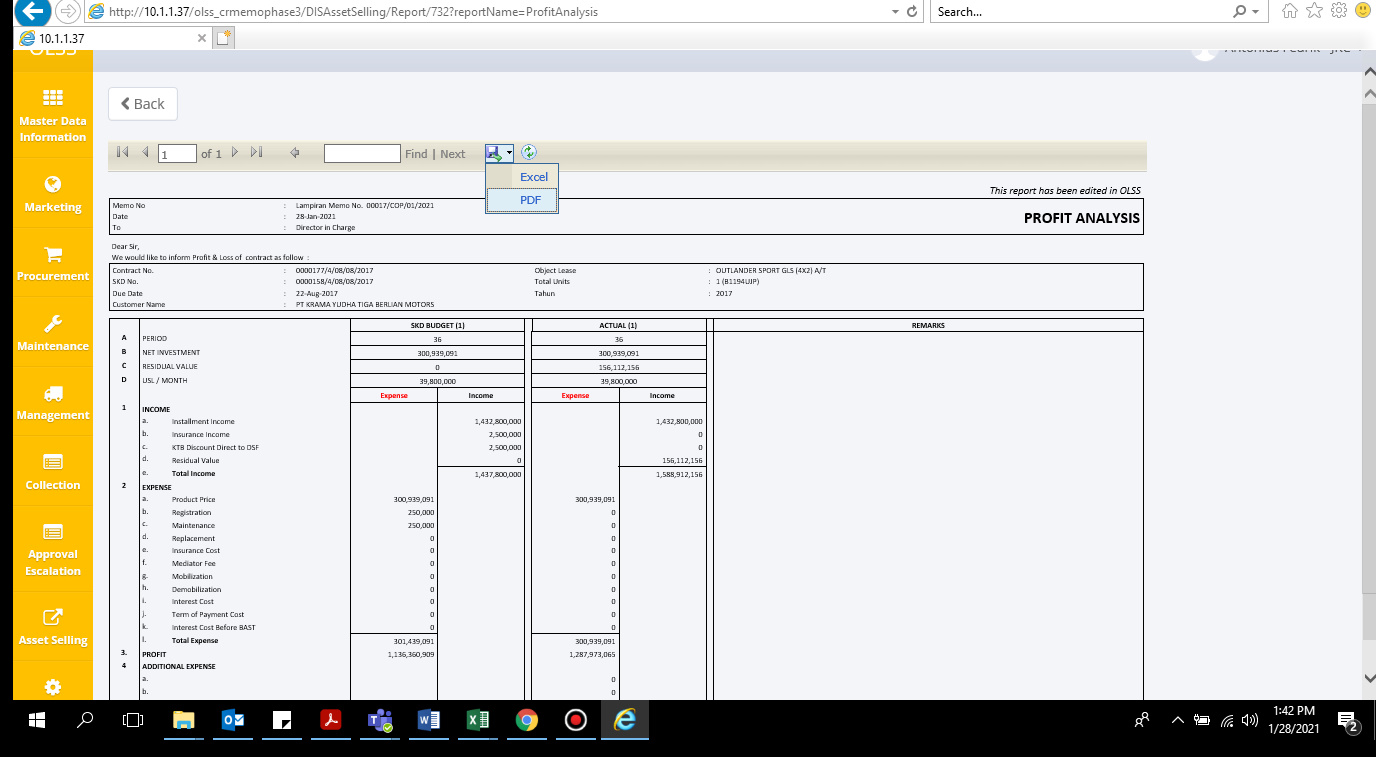 http://10.1.1.37/olss_crmemophase3/DISAssetSelling/Report/732?reportName=ProfitAnalysis
Search...
10.1.1.37
OLSS
Master Data
Information
Marketing
Procurement
Maintenance
Management
Collection
Approval
Escalation
Asset Selling
Back
1 of 1 Find | Next
Excel
PDF
This report has been edited in OLSS
Memo No : Lampiran Memo No. 00017/COP/01/2021
Date : 28-Jan-2021
To : Director in Charge
PROFIT ANALYSIS
Dear Sir,
We would like to inform Profit & Loss of contract as follow :
Contract No. : 0000177/4/08/08/2017 Object Lease : OUTLANDER SPORT GLS (4X2) A/T
SKD No. : 0000158/4/08/08/2017 Total Units : 1 (B1194UJP)
Due Date : 22-Aug-2017 Tahun : 2017
Customer Name : PT KRAMA YUDHA TIGA BERLIAN MOTORS
SKD BUDGET (1) ACTUAL (1) REMARKS
A PERIOD 36 36
B NET INVESTMENT 300,939,091 300,939,091
C RESIDUAL VALUE 0 156,112,156
D USL / MONTH 39,800,000 39,800,000
Expense Income Expense Income
1 INCOME
a. Installment Income 1,432,800,000 1,432,800,000
b. Insurance Income 2,500,000 0
c. KTB Discount Direct to DSF 2,500,000 0
d. Residual Value 0 156,112,156
e. Total Income 1,437,800,000 1,588,912,156
2 EXPENSE
a. Product Price 300,939,091 300,939,091
b. Registration 250,000 0
c. Maintenance 250,000 0
d. Replacement 0 0
e. Insurance Cost 0 0
f. Mediator Fee 0 0
g. Mobilization 0 0
h. Demobilization 0 0
i. Interest Cost 0 0
j. Term of Payment Cost 0 0
k. Interest Cost Before BAST 0 0
l. Total Expense 301,439,091 300,939,091
3. PROFIT 1,136,360,909 1,287,973,065
4 ADDITIONAL EXPENSE
a. 0
b. 0
1:42 PM
1/28/2021
2